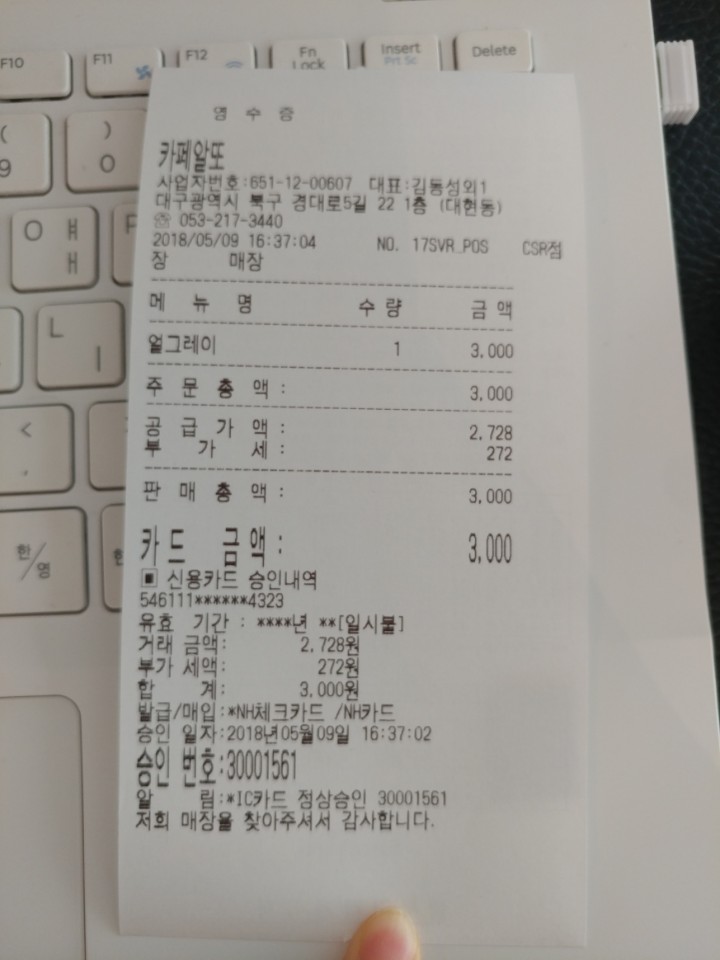 F10
F11
F12
Fn
Lock
Insert
Prt Sc
Delete
(
9
)
0
ㅒ
ㅐ
O
P
L
ㅣ
<
,
한/영
영 수 증
카페알또
사업자번호:651-12-00607 대표:김동성외1
대구광역시 북구 경대로5길 22 1층 (대현동)
☏ 053-217-3440
2018/05/09 16:37:04 NO. 17SVR_POS CSR점
장 매장
메 뉴 명 수 량 금 액
얼그레이 1 3,000
주 문 총 액 : 3,000
공 급 가 액 : 2,728
부 가 세 : 272
판 매 총 액 : 3,000
카드 금액: 3,000
▣ 신용카드 승인내역
546111******4323
유효 기간 : ****년 **[일시불]
거래 금액: 2,728원
부가 세액: 272원
합 계: 3,000원
발급/매입:*NH체크카드 /NH카드
승인 일자:2018년05월09일 16:37:02
승인 번호:30001561
알 림:*IC카드 정상승인 30001561
저희 매장을 찾아주셔서 감사합니다.